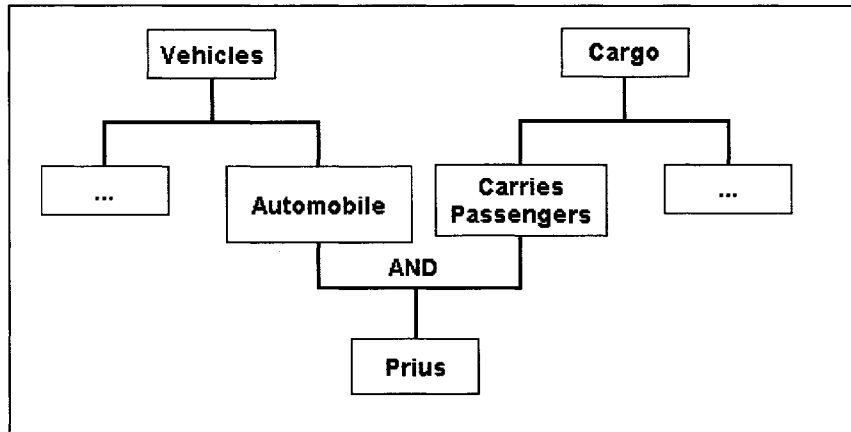 Vehicles
Cargo
...
Automobile
Carries
Passengers
...
AND
Prius